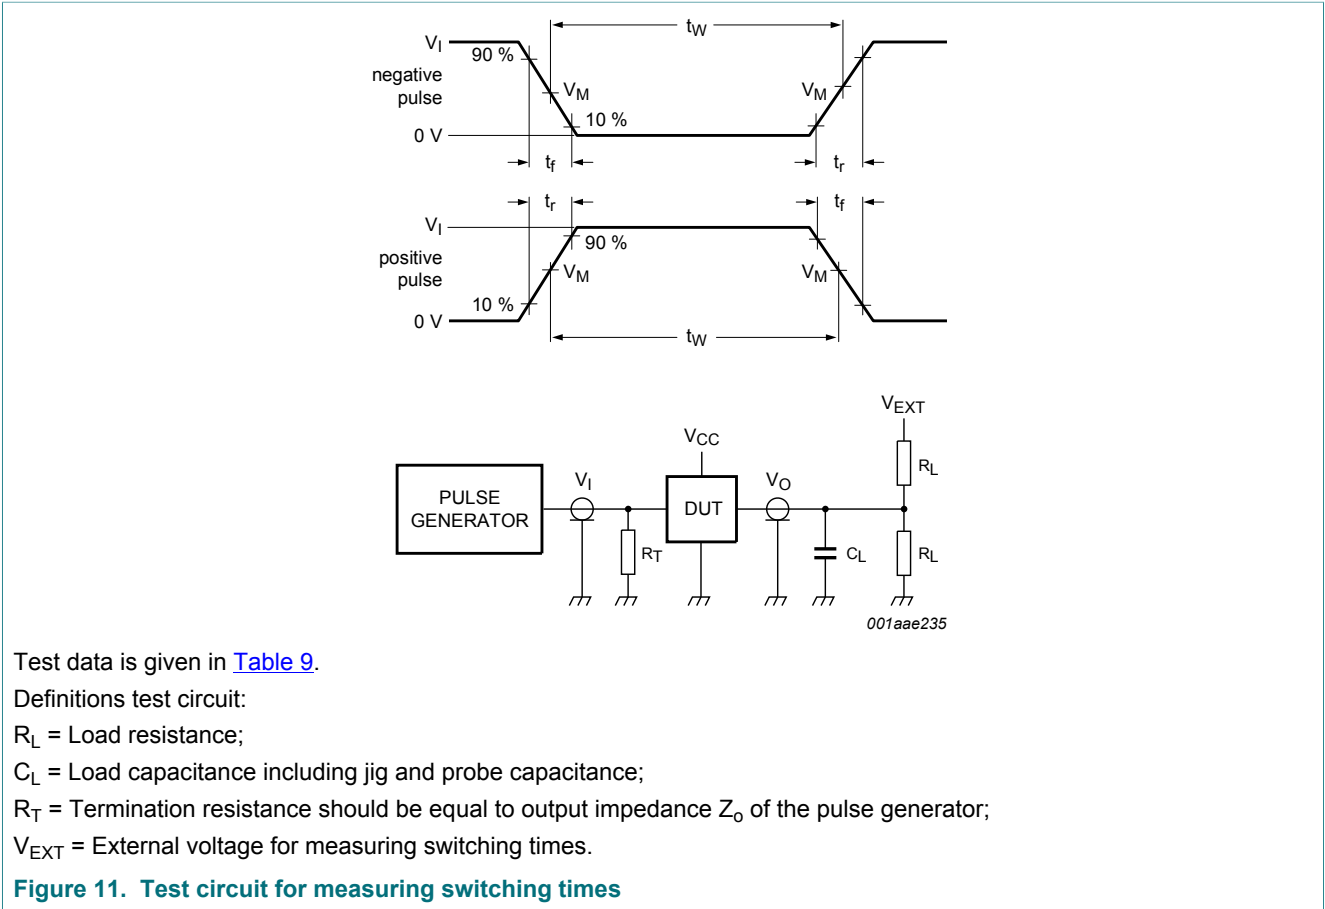 tW
VI
90 %
negative
pulse
VM
VM
10 %
0 V
tf
tr
tr
tf
VI
90 %
positive
pulse
VM
VM
10 %
0 V
tW
VEXT
VCC
RL
VI
VO
PULSE
GENERATOR
DUT
RT
CL
RL
001aae235
Test data is given in Table 9.
Definitions test circuit:
RL = Load resistance;
CL = Load capacitance including jig and probe capacitance;
RT = Termination resistance should be equal to output impedance Zo of the pulse generator;
VEXT = External voltage for measuring switching times.
Figure 11. Test circuit for measuring switching times